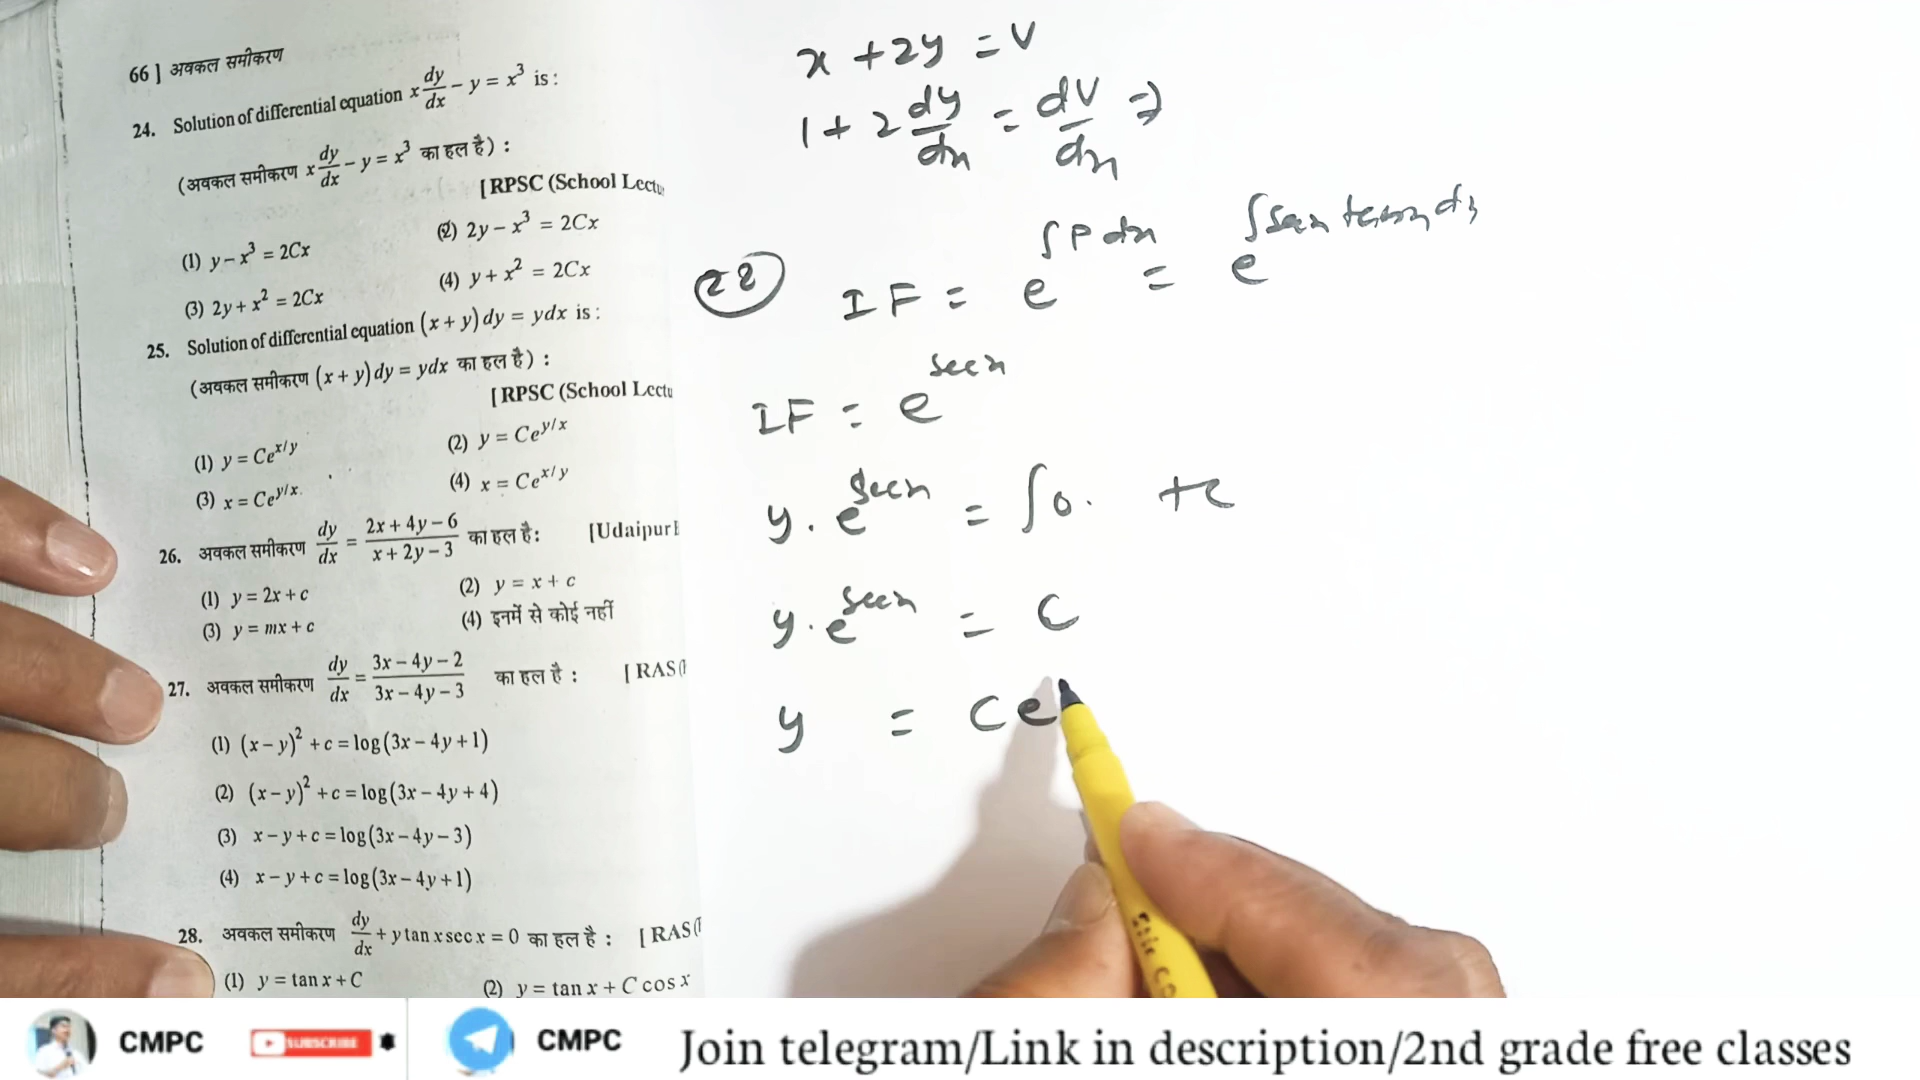 66 ] अवकल समीकरण
24. Solution of differential equation x dy/dx − y = x³ is :
(अवकल समीकरण x dy/dx − y = x³ का हल है) :
[ RPSC (School Lectu
(1) y − x³ = 2Cx
(2) 2y − x³ = 2Cx
(3) 2y + x² = 2Cx
(4) y + x² = 2Cx
25. Solution of differential equation (x + y) dy = ydx is :
(अवकल समीकरण (x + y) dy = ydx का हल है) :
[ RPSC (School Lectu
(1) y = Ce^{x/y}
(2) y = Ce^{y/x}
(3) x = Ce^{y/x}
(4) x = Ce^{x/y}
26. अवकल समीकरण dy/dx = (2x + 4y − 6)/(x + 2y − 3) का हल है : [Udaipur
(1) y = 2x + c
(2) y = x + c
(3) y = mx + c
(4) इनमें से कोई नहीं
27. अवकल समीकरण dy/dx = (3x − 4y − 2)/(3x − 4y − 3) का हल है : [ RAS
(1) (x − y)² + c = log(3x − 4y + 1)
(2) (x − y)² + c = log(3x − 4y + 4)
(3) x − y + c = log(3x − 4y − 3)
(4) x − y + c = log(3x − 4y + 1)
28. अवकल समीकरण dy/dx + y tan x sec x = 0 का हल है : [ RAS
(1) y = tan x + C
(2) y = tan x + C cos x
x + 2y = v
1 + 2 dy/dx = dv/dx ⇒
28 IF = e^{∫P dx} = e^{∫secx tanx dx}
IF = e^{secx}
y. e^{secx} = ∫0. +c
y. e^{secx} = C
y = Ce
CMPC SUBSCRIBE CMPC Join telegram/Link in description/2nd grade free classes